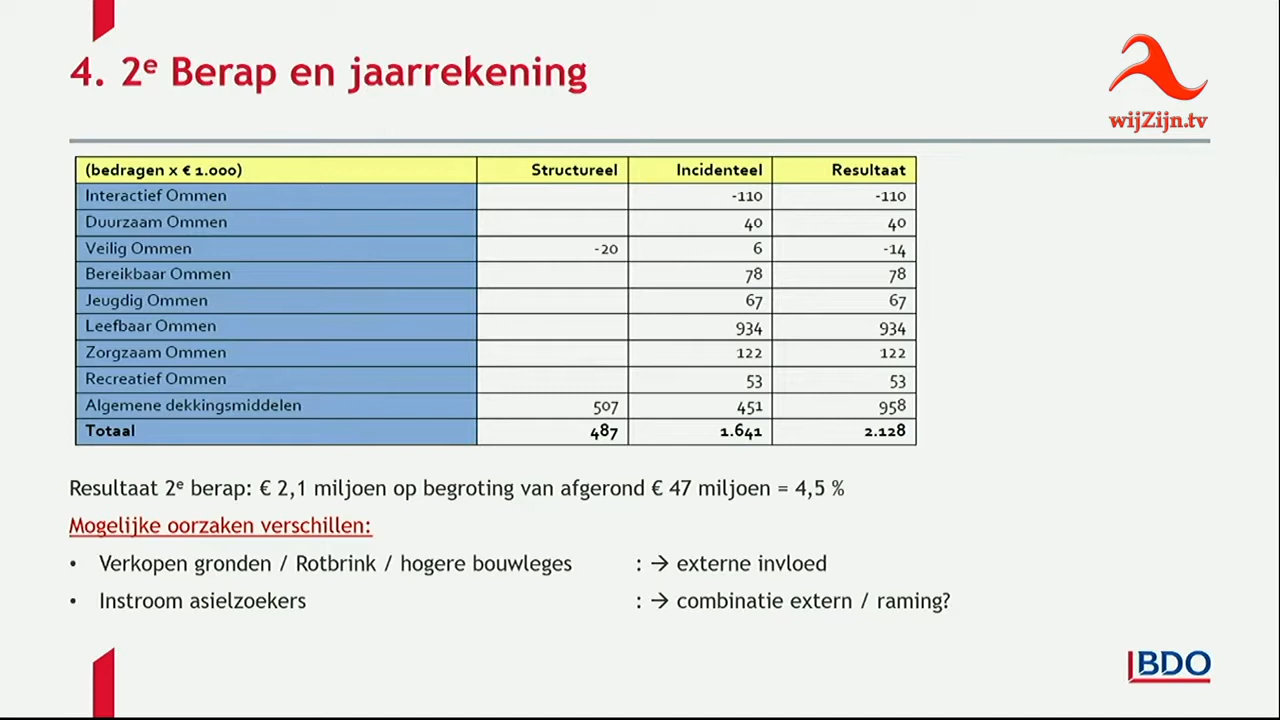 4. 2e Berap en jaarrekening
wijZijn.tv
(bedragen x € 1.000) Structureel Incidenteel Resultaat
Interactief Ommen -110 -110
Duurzaam Ommen 40 40
Veilig Ommen -20 6 -14
Bereikbaar Ommen 78 78
Jeugdig Ommen 67 67
Leefbaar Ommen 934 934
Zorgzaam Ommen 122 122
Recreatief Ommen 53 53
Algemene dekkingsmiddelen 507 451 958
Totaal 487 1.641 2.128
Resultaat 2e berap: € 2,1 miljoen op begroting van afgerond € 47 miljoen = 4,5 %
Mogelijke oorzaken verschillen:
• Verkopen gronden / Rotbrink / hogere bouwleges : → externe invloed
• Instroom asielzoekers : → combinatie extern / raming?
BDO